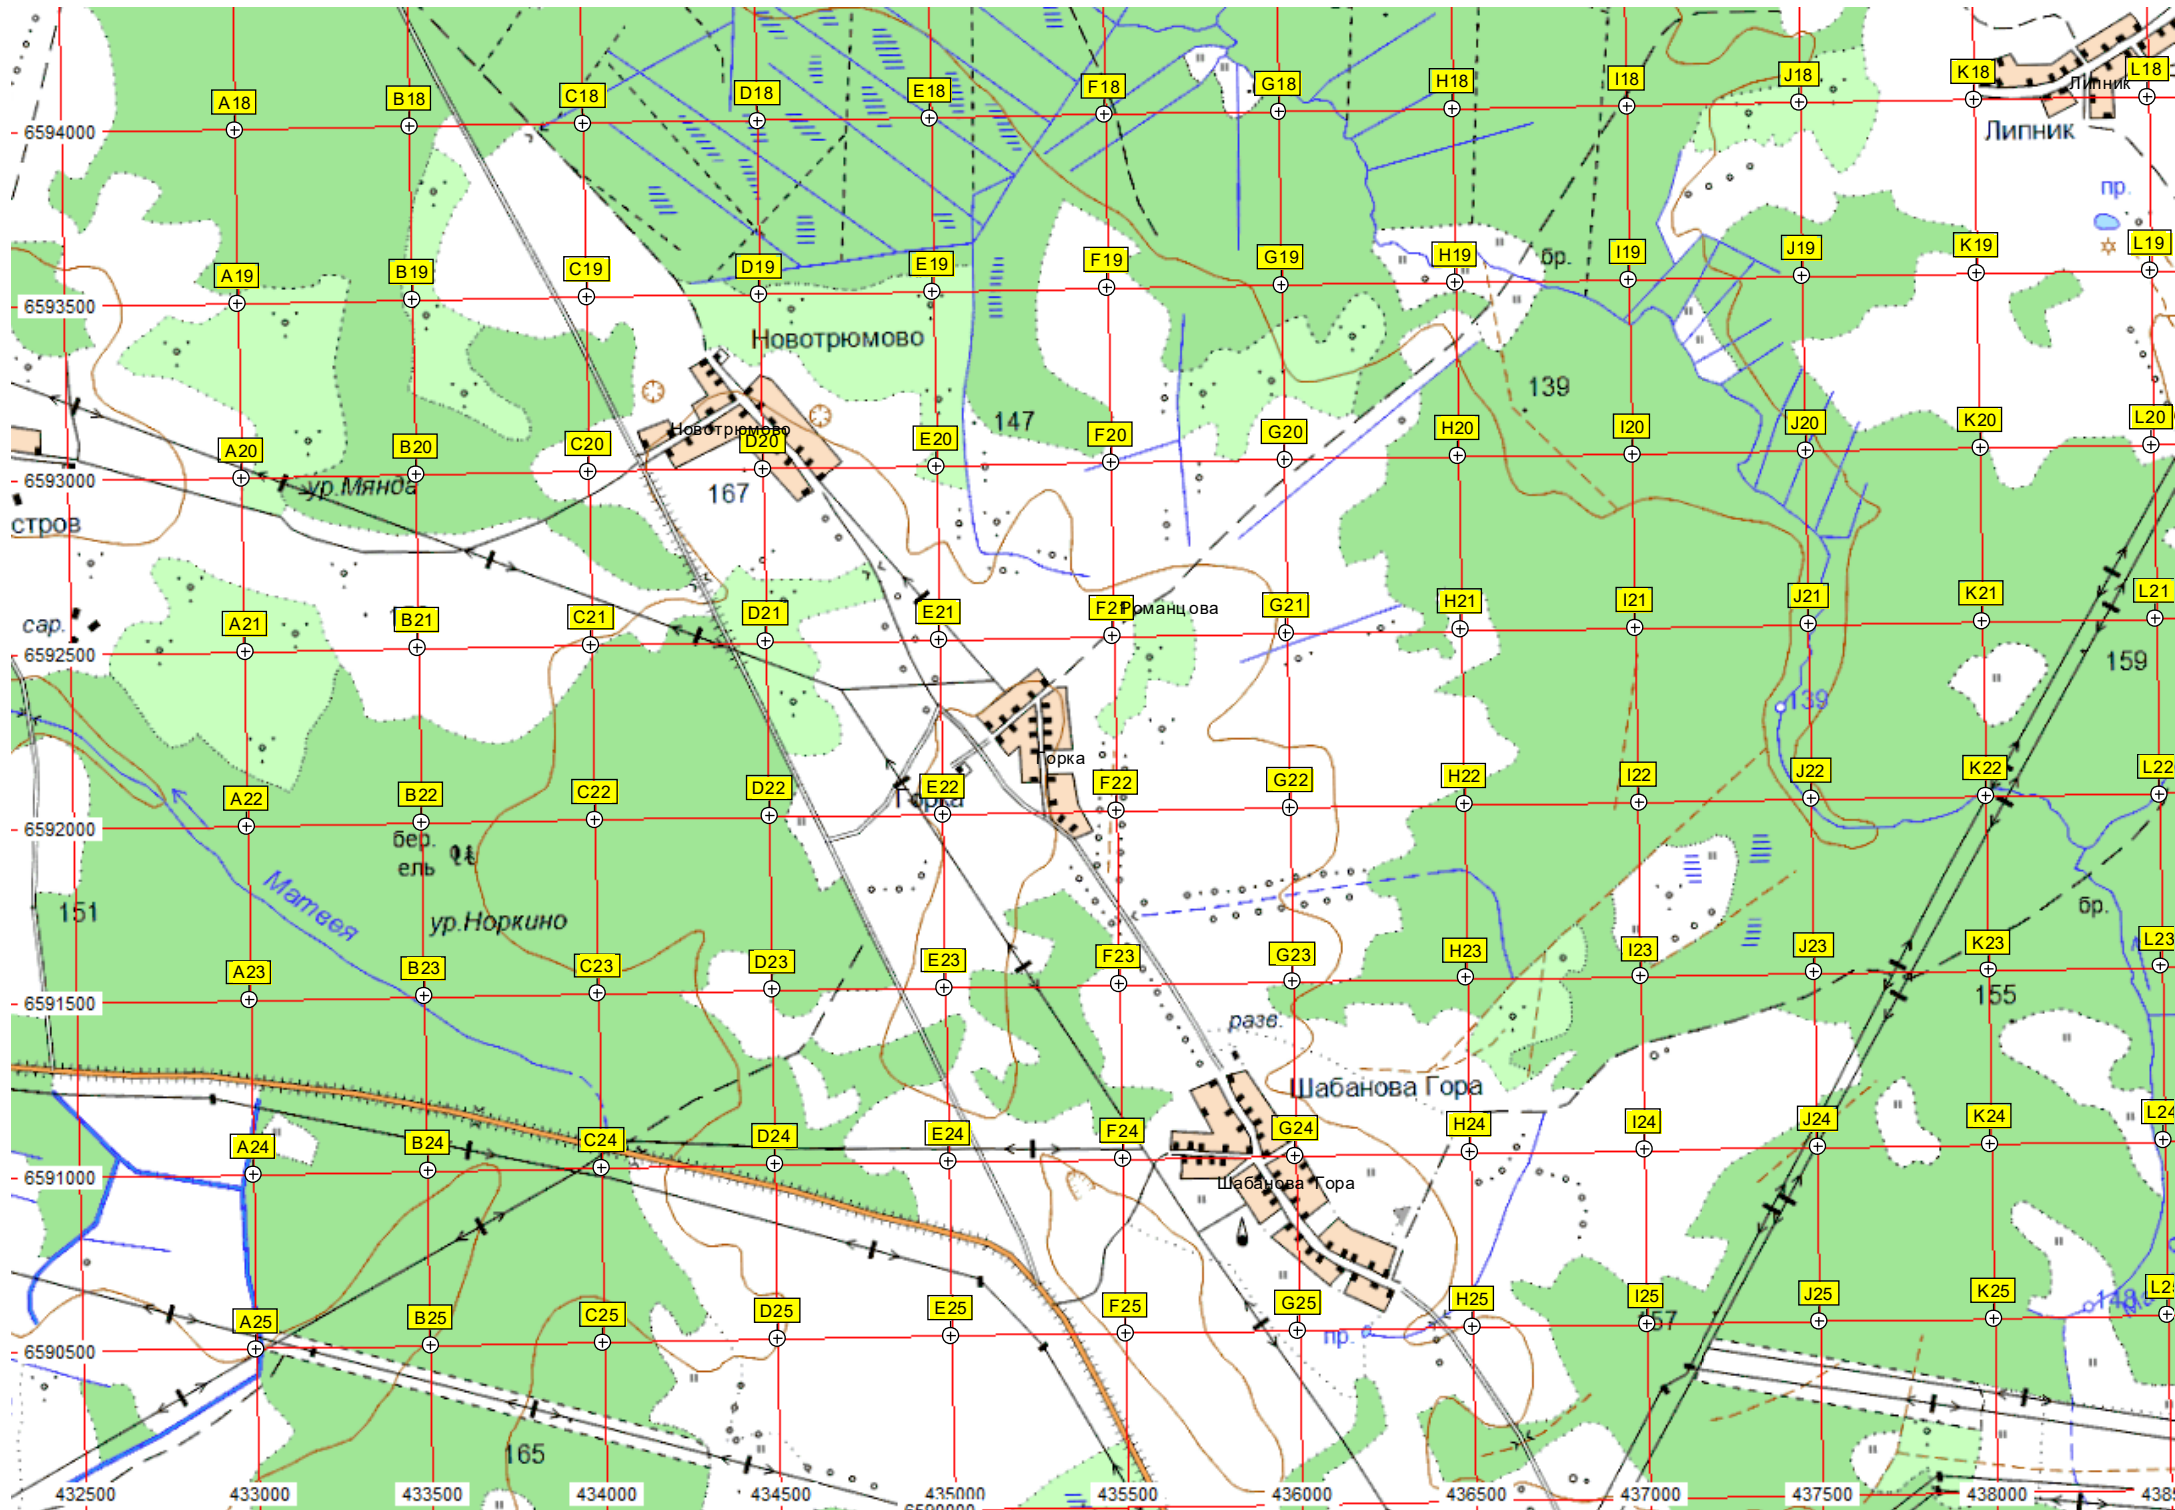 A18 B18 C18 D18 E18 F18 G18 H18 I18 J18 K18 L18
Липник
6594000
Липник
пр.
бр.
A19 B19 C19 D19 E19 F19 G19 H19 I19 J19 K19 L19
6593500
Новотрюмово
139
147
Новотрюмово
A20 B20 C20 D20 E20 F20 G20 H20 I20 J20 K20 L20
6593000
ур.Мянда
167
стров
A21 B21 C21 D21 E21 F21 G21 H21 I21 J21 K21 L21
Романцова
сар.
6592500
159
139
Горка
A22 B22 C22 D22 E22 F22 G22 H22 I22 J22 K22 L22
Горка
6592000
бер.
ель
Матвея
151
ур.Норкино
бр.
A23 B23 C23 D23 E23 F23 G23 H23 I23 J23 K23 L23
6591500
155
разв.
Шабанова Гора
A24 B24 C24 D24 E24 F24 G24 H24 I24 J24 K24 L24
6591000
Шабанова Гора
A25 B25 C25 D25 E25 F25 G25 H25 I25 J25 K25
148
157
пр.
6590500
165
432500 433000 433500 434000 434500 435000 435500 436000 436500 437000 437500 438000